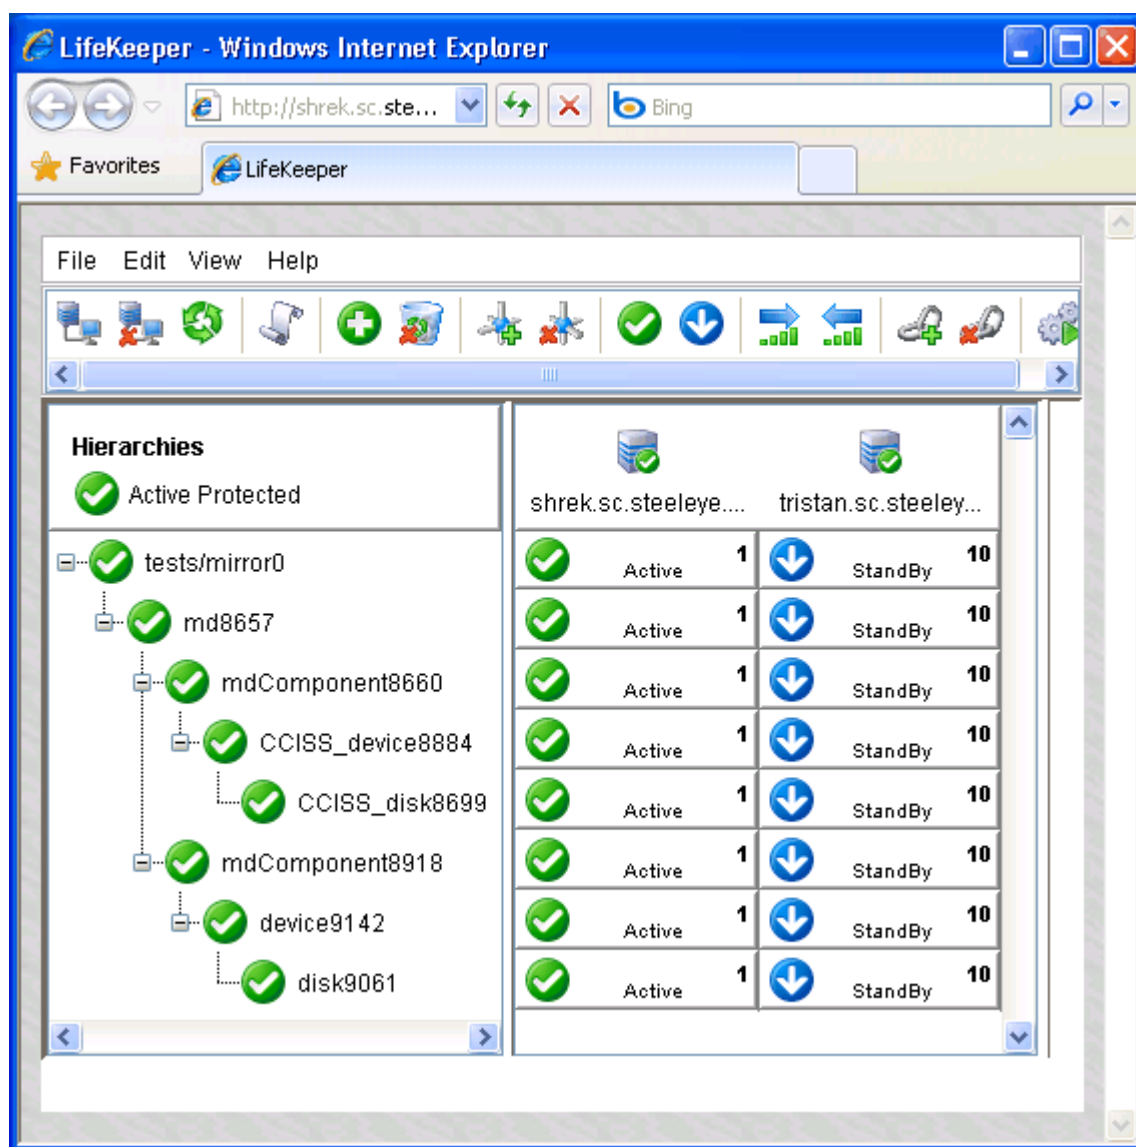 LifeKeeper - Windows Internet Explorer
http://shrek.sc.ste...
Bing
Favorites
LifeKeeper
File Edit View Help
Hierarchies
Active Protected
shrek.sc.steeleye.... tristan.sc.steeley...
tests/mirror0 Active 1 StandBy 10
md8657 Active 1 StandBy 10
mdComponent8660 Active 1 StandBy 10
CCISS_device8884 Active 1 StandBy 10
CCISS_disk8699 Active 1 StandBy 10
mdComponent8918 Active 1 StandBy 10
device9142 Active 1 StandBy 10
disk9061 Active 1 StandBy 10